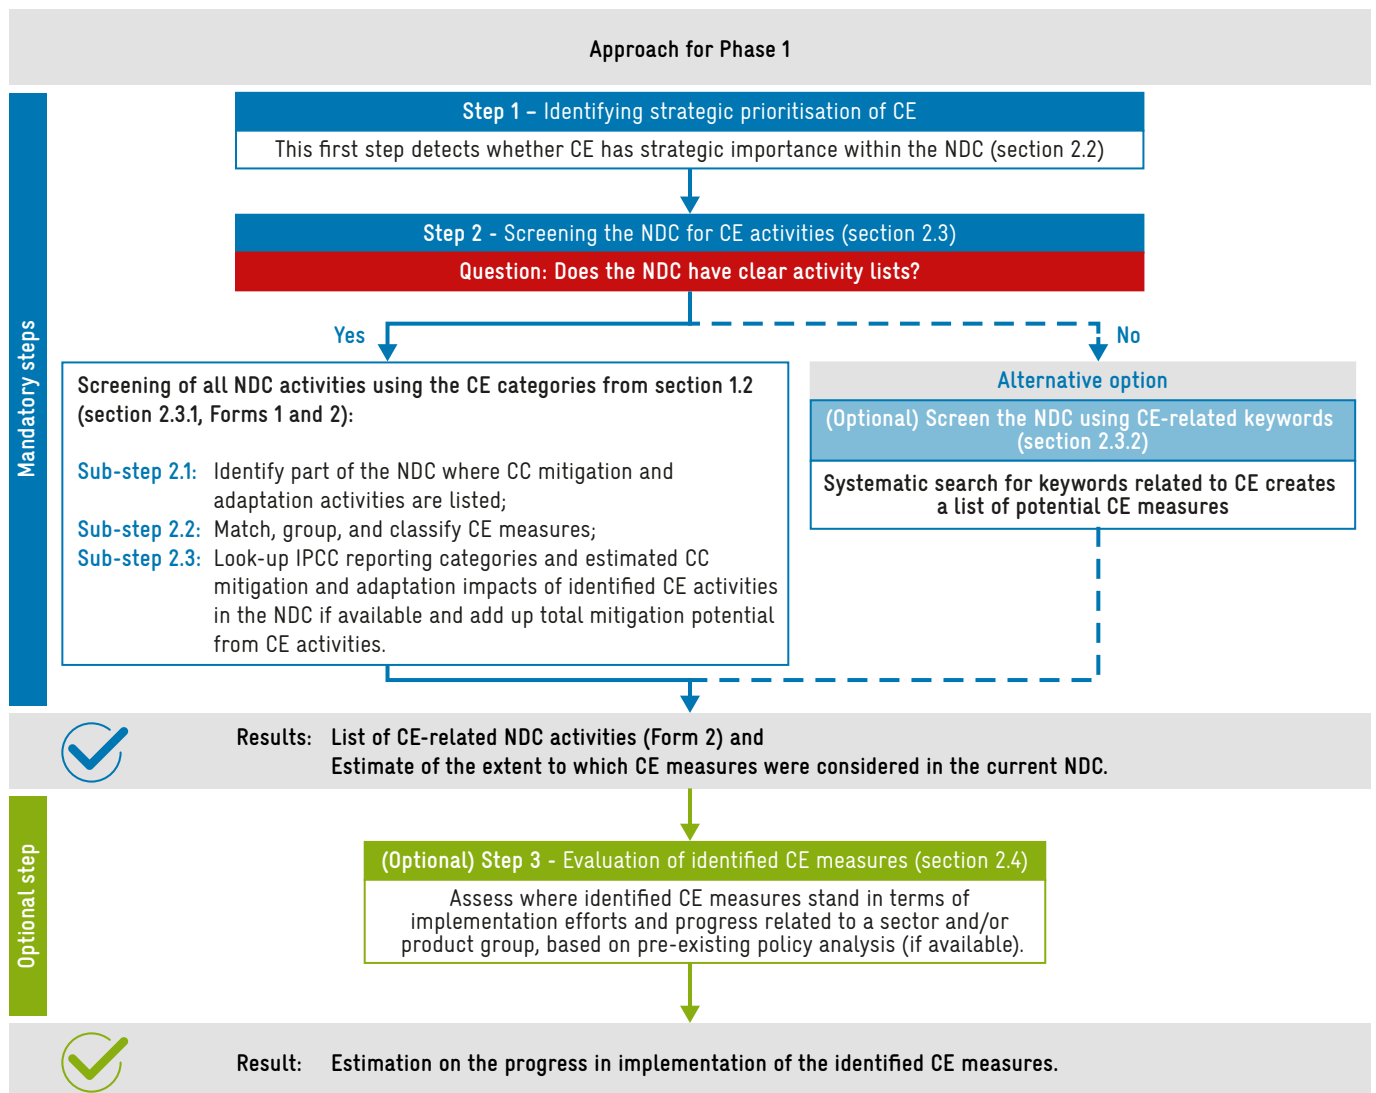 Approach for Phase 1
Mandatory steps
Step 1 – Identifying strategic prioritisation of CE
This first step detects whether CE has strategic importance within the NDC (section 2.2)
Step 2 - Screening the NDC for CE activities (section 2.3)
Question: Does the NDC have clear activity lists?
Yes
No
Screening of all NDC activities using the CE categories from section 1.2
(section 2.3.1, Forms 1 and 2):
Sub-step 2.1: Identify part of the NDC where CC mitigation and
adaptation activities are listed;
Sub-step 2.2: Match, group, and classify CE measures;
Sub-step 2.3: Look-up IPCC reporting categories and estimated CC
mitigation and adaptation impacts of identified CE activities
in the NDC if available and add up total mitigation potential
from CE activities.
Alternative option
(Optional) Screen the NDC using CE-related keywords
(section 2.3.2)
Systematic search for keywords related to CE creates
a list of potential CE measures
Results: List of CE-related NDC activities (Form 2) and
Estimate of the extent to which CE measures were considered in the current NDC.
Optional step
(Optional) Step 3 - Evaluation of identified CE measures (section 2.4)
Assess where identified CE measures stand in terms of
implementation efforts and progress related to a sector and/or
product group, based on pre-existing policy analysis (if available).
Result: Estimation on the progress in implementation of the identified CE measures.